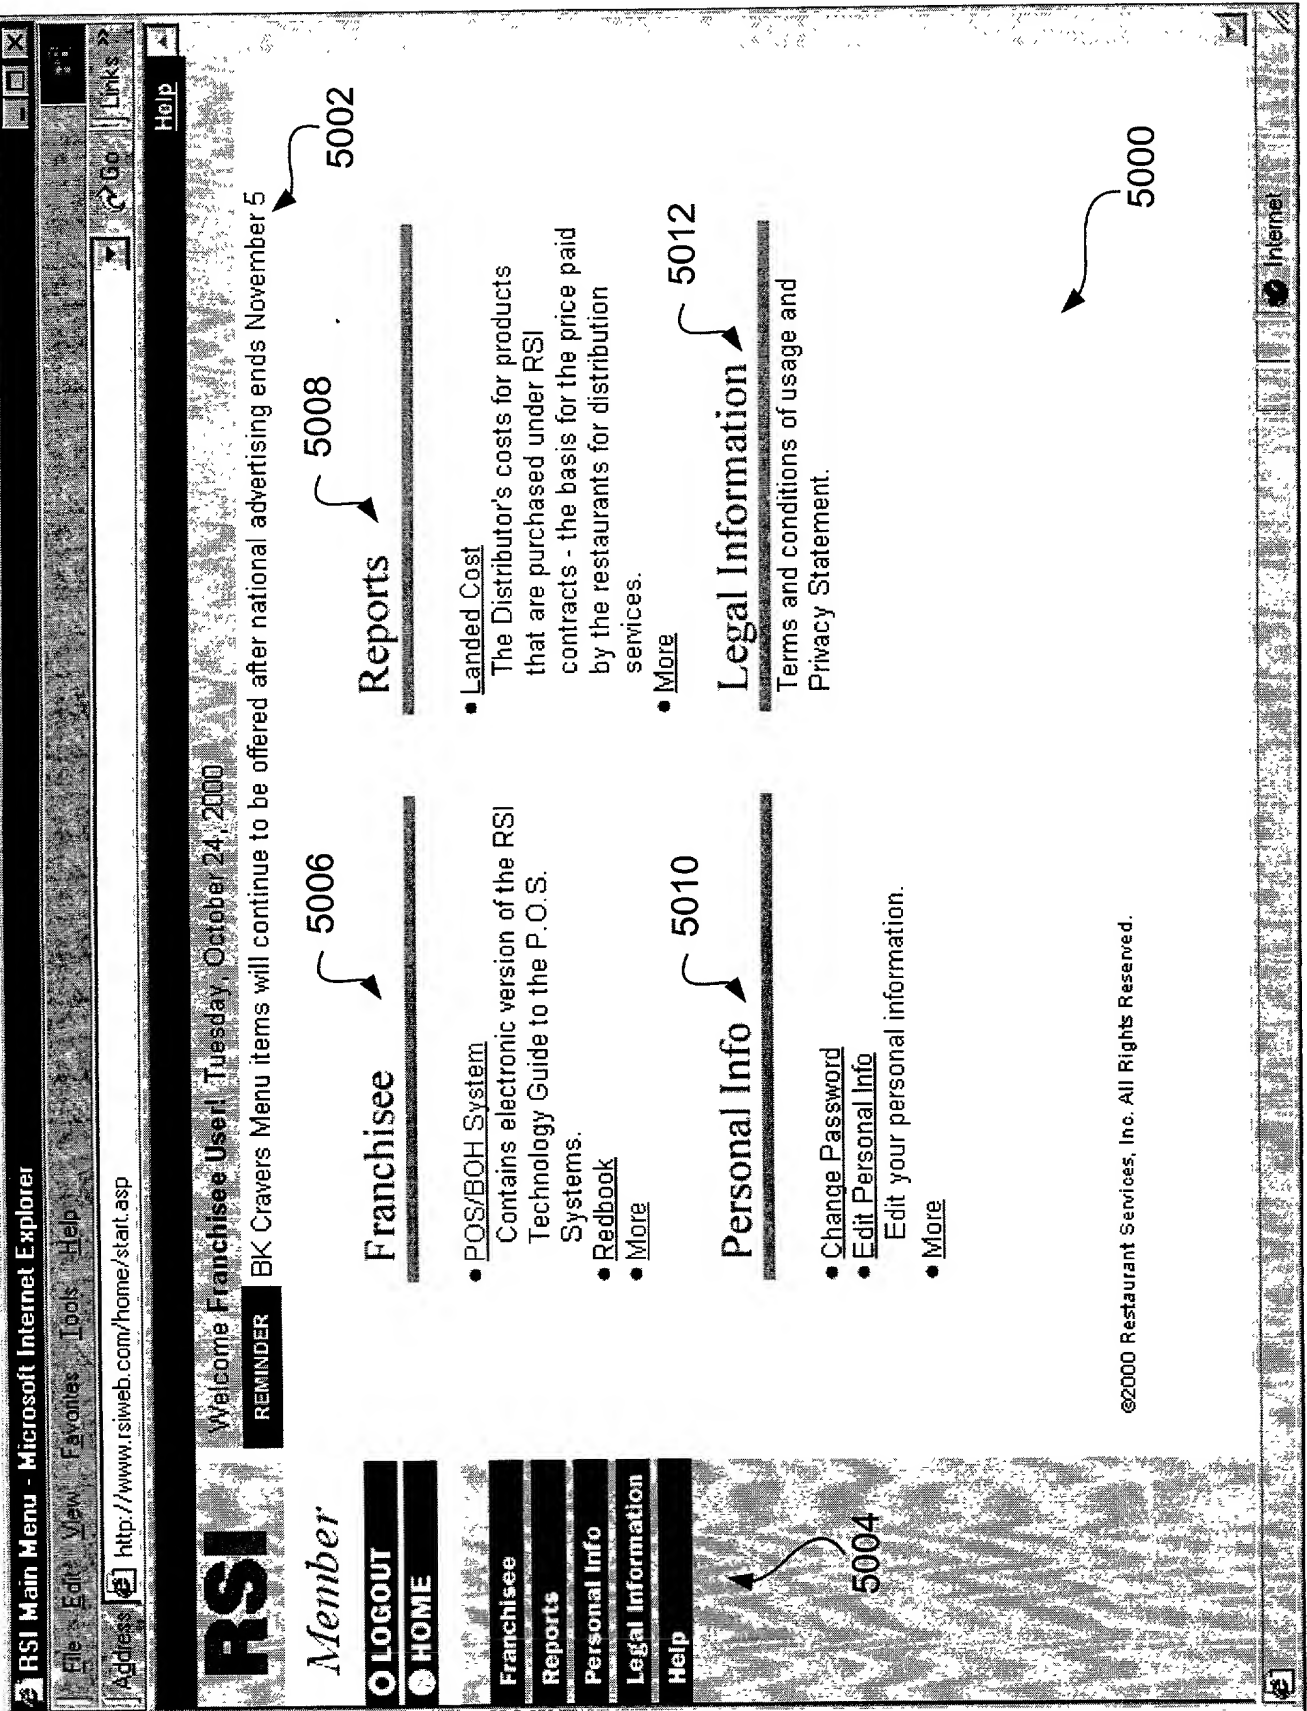 RSI Main Menu - Microsoft Internet Explorer
File Edit View Favorites Tools Help
Address http://www.rsiweb.com/home/start.asp Go Links »
Help
RSI
Welcome Franchisee User! Tuesday, October 24, 2000
REMINDER BK Cravers Menu items will continue to be offered after national advertising ends November 5
5002
Member
LOGOUT
HOME
Franchisee
Reports
Personal Info
Legal Information
Help
5004
Franchisee
5006
• POS/BOH System
Contains electronic version of the RSI
Technology Guide to the P.O.S.
Systems.
• Redbook
• More
Reports
5008
• Landed Cost
The Distributor's costs for products
that are purchased under RSI
contracts - the basis for the price paid
by the restaurants for distribution
services.
• More
Personal Info
5010
• Change Password
• Edit Personal Info
Edit your personal information.
• More
Legal Information
5012
Terms and conditions of usage and
Privacy Statement.
5000
©2000 Restaurant Services, Inc. All Rights Reserved.
Internet